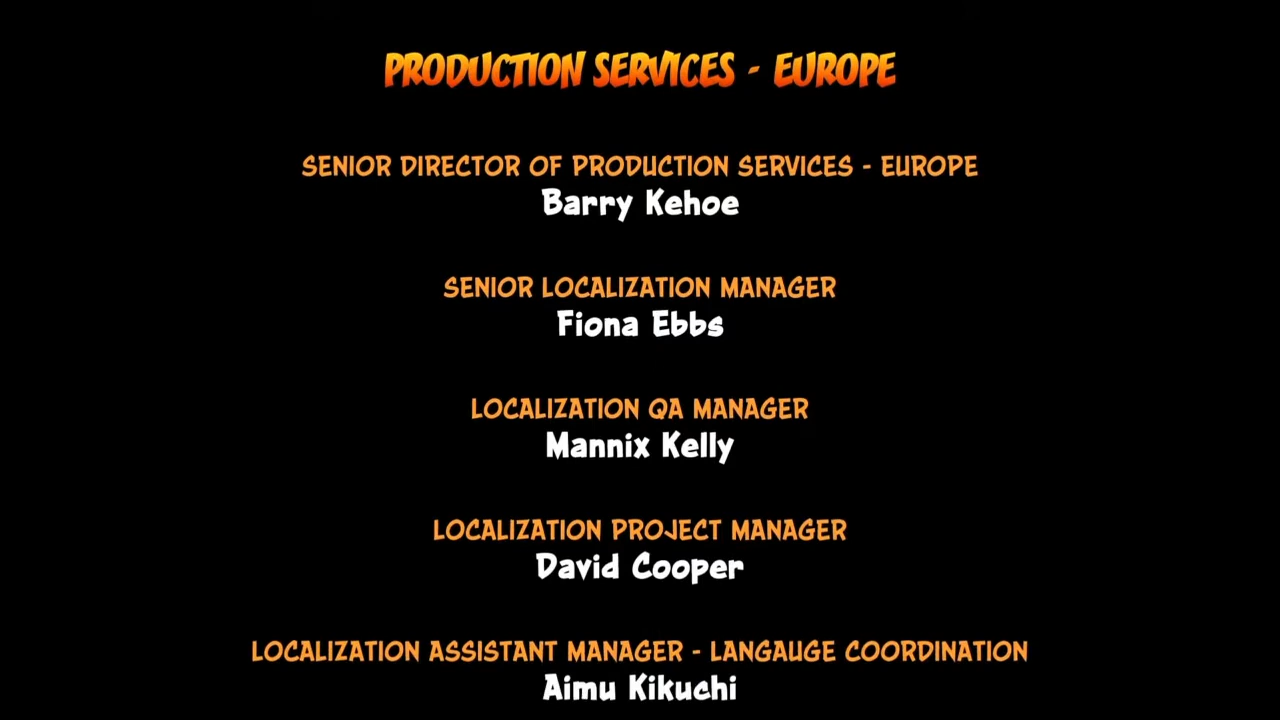 PRODUCTION SERVICES - EUROPE
SENIOR DIRECTOR OF PRODUCTION SERVICES - EUROPE
Barry Kehoe
SENIOR LOCALIZATION MANAGER
Fiona Ebbs
LOCALIZATION QA MANAGER
Mannix Kelly
LOCALIZATION PROJECT MANAGER
David Cooper
LOCALIZATION ASSISTANT MANAGER - LANGAUGE COORDINATION
Aimu Kikuchi